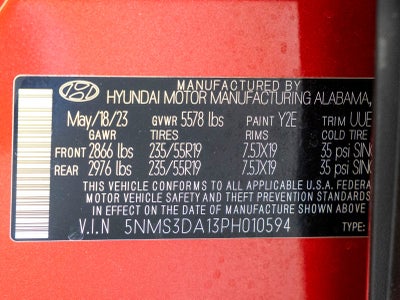 MANUFACTURED BY
HYUNDAI MOTOR MANUFACTURING ALABAMA,
May/18/23 GVWR 5578 lbs PAINT Y2E TRIM UUE
GAWR TIRES RIMS COLD TIRE
FRONT 2866 lbs 235/55R19 7.5JX19 35 psi SING
REAR 2976 lbs 235/55R19 7.5JX19 35 psi SING
THIS VEHICLE CONFORMS TO ALL APPLICABLE U.S.A. FEDERA
MOTOR VEHICLE SAFETY AND THEFT PREVENTION STANDARDS
IN EFFECT ON THE DATE OF MANUFACTURE SHOWN ABOVE.
V.I.N 5NMS3DA13PH010594 TYPE: